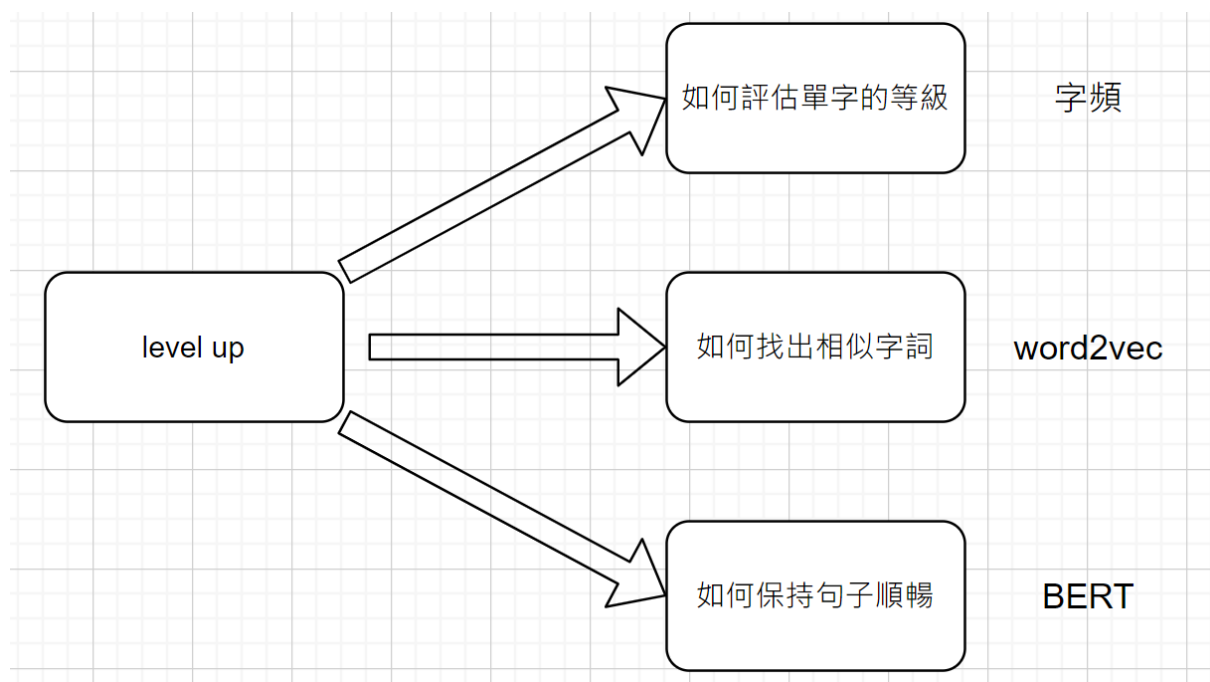 如何評估單字的等級
字頻
level up
如何找出相似字詞
word2vec
如何保持句子順暢
BERT